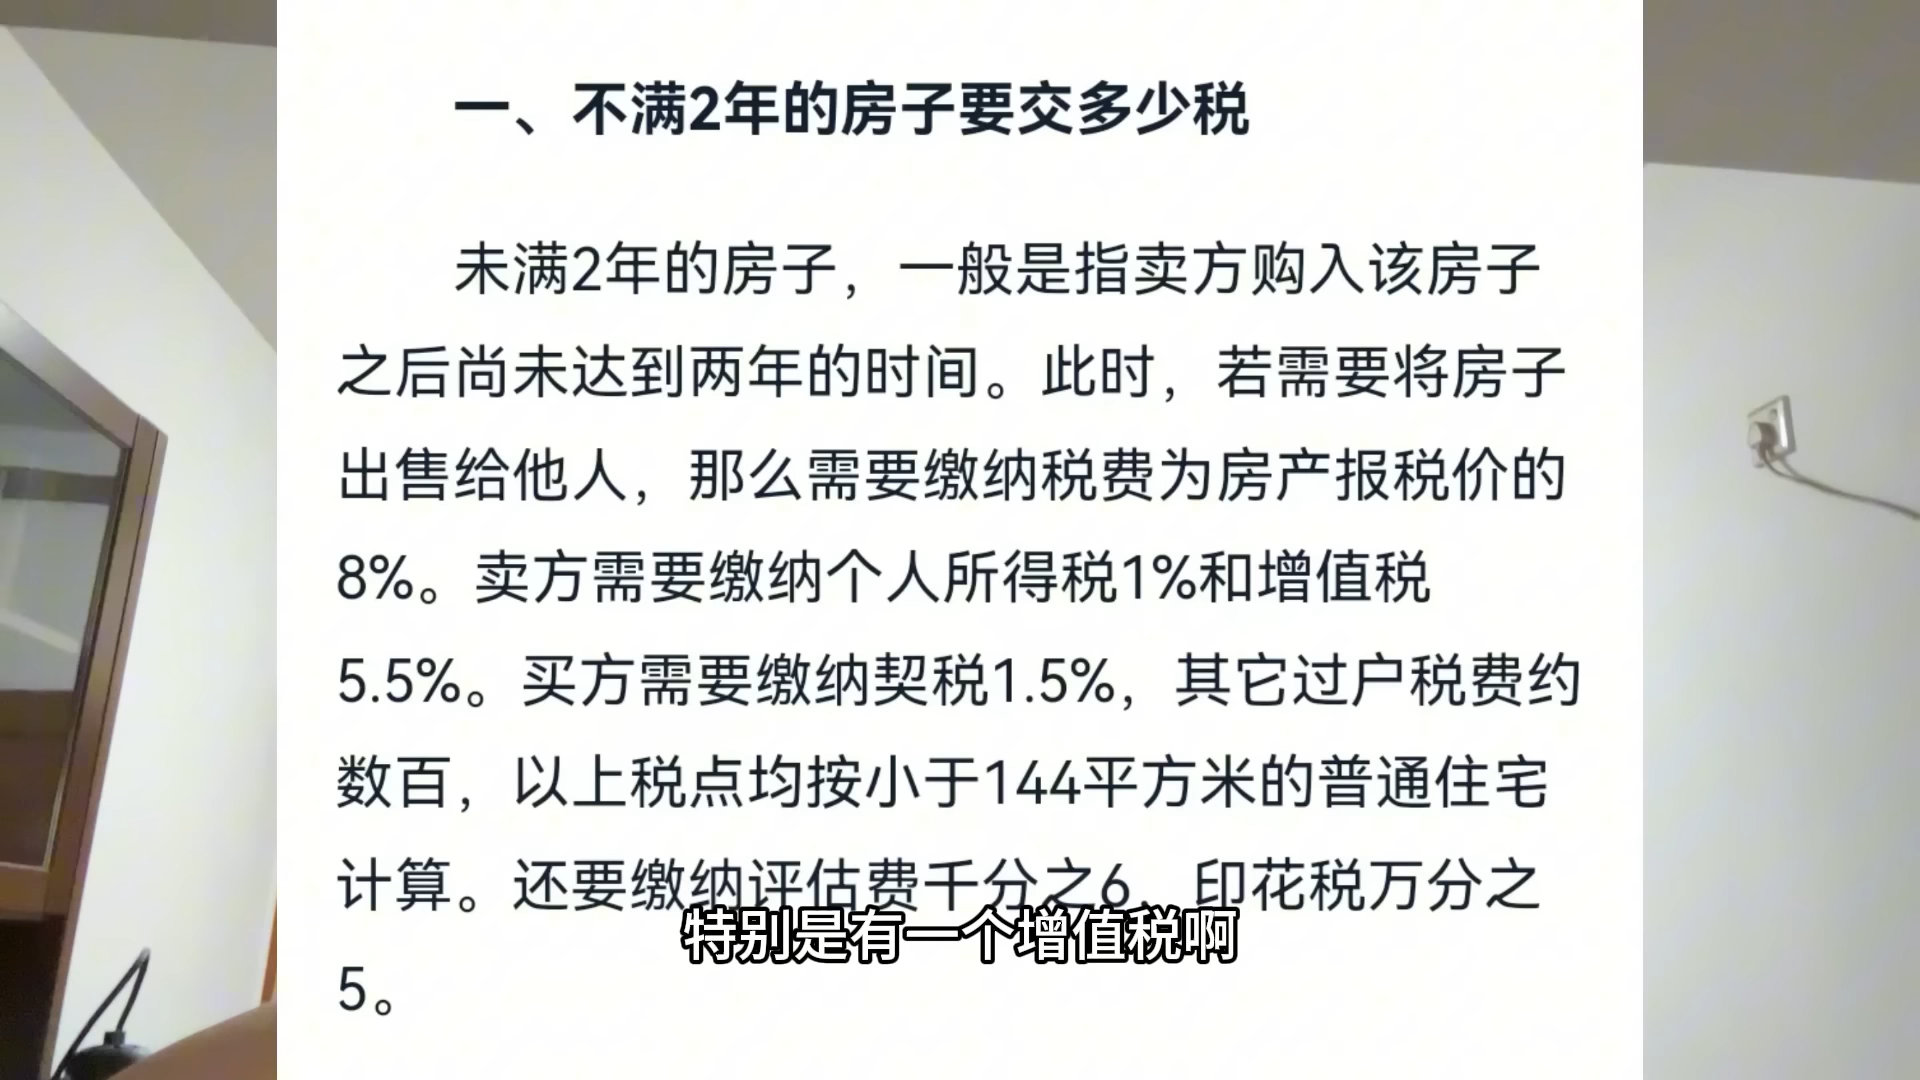 一、不满2年的房子要交多少税
未满2年的房子，一般是指卖方购入该房子
之后尚未达到两年的时间。此时，若需要将房子
出售给他人，那么需要缴纳税费为房产报税价的
8%。卖方需要缴纳个人所得税1%和增值税
5.5%。买方需要缴纳契税1.5%，其它过户税费约
数百，以上税点均按小于144平方米的普通住宅
计算。还要缴纳评估费千分之6、印花税万分之
特别是有一个增值税啊
5。